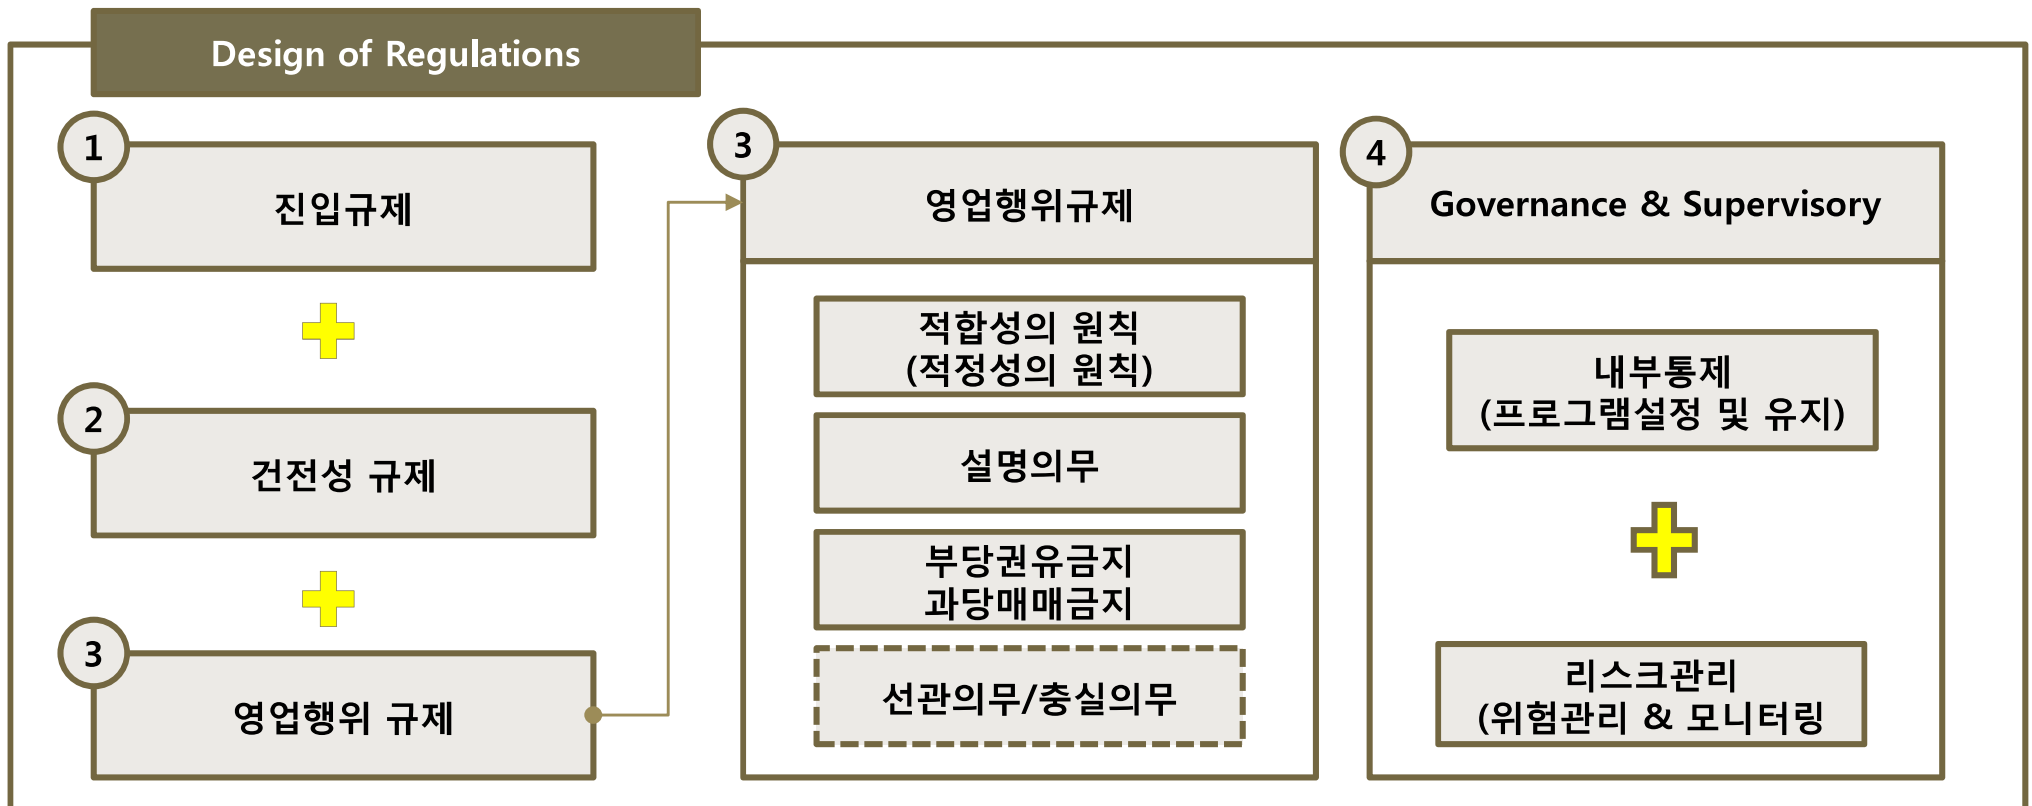 Design of Regulations
1
진입규제
2
건전성 규제
3
영업행위 규제
3
영업행위규제
적합성의 원칙
(적정성의 원칙)
설명의무
부당권유금지
과당매매금지
선관의무/충실의무
4
Governance & Supervisory
내부통제
(프로그램설정 및 유지)
리스크관리
(위험관리 & 모니터링